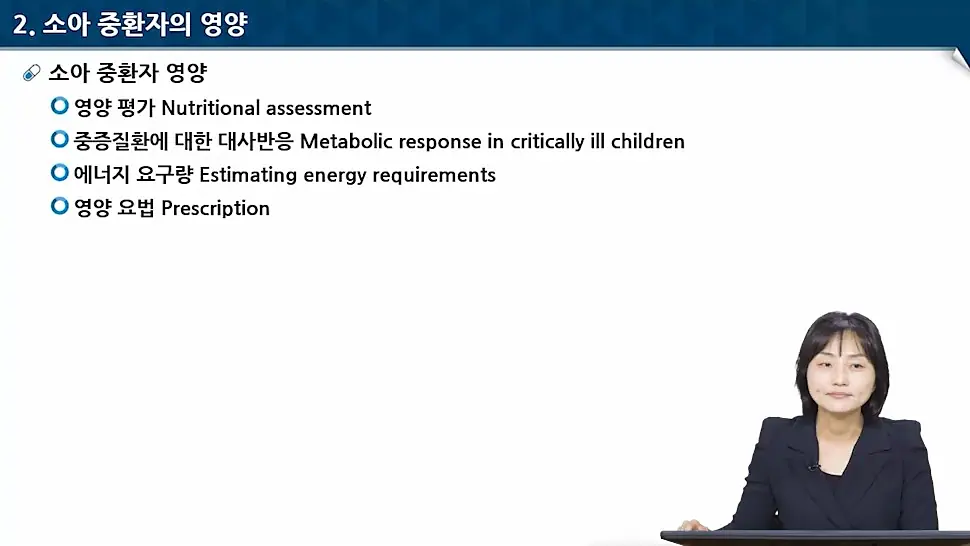 2. 소아 중환자의 영양
소아 중환자 영양
영양 평가 Nutritional assessment
중증질환에 대한 대사반응 Metabolic response in critically ill children
에너지 요구량 Estimating energy requirements
영양 요법 Prescription